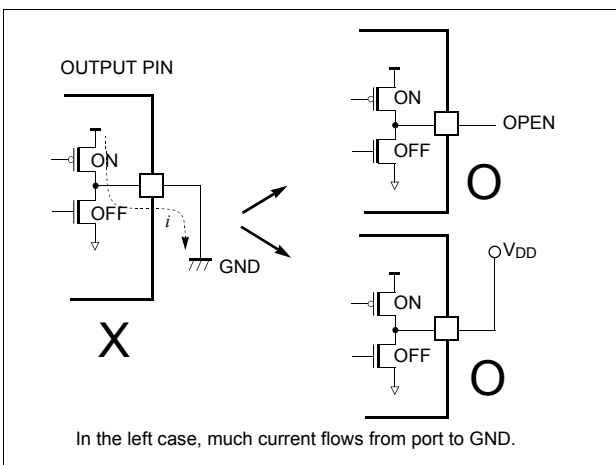 OUTPUT PIN
ON
OFF
i
GND
X
ON
OFF
OPEN
O
VDD
ON
OFF
O
In the left case, much current flows from port to GND.